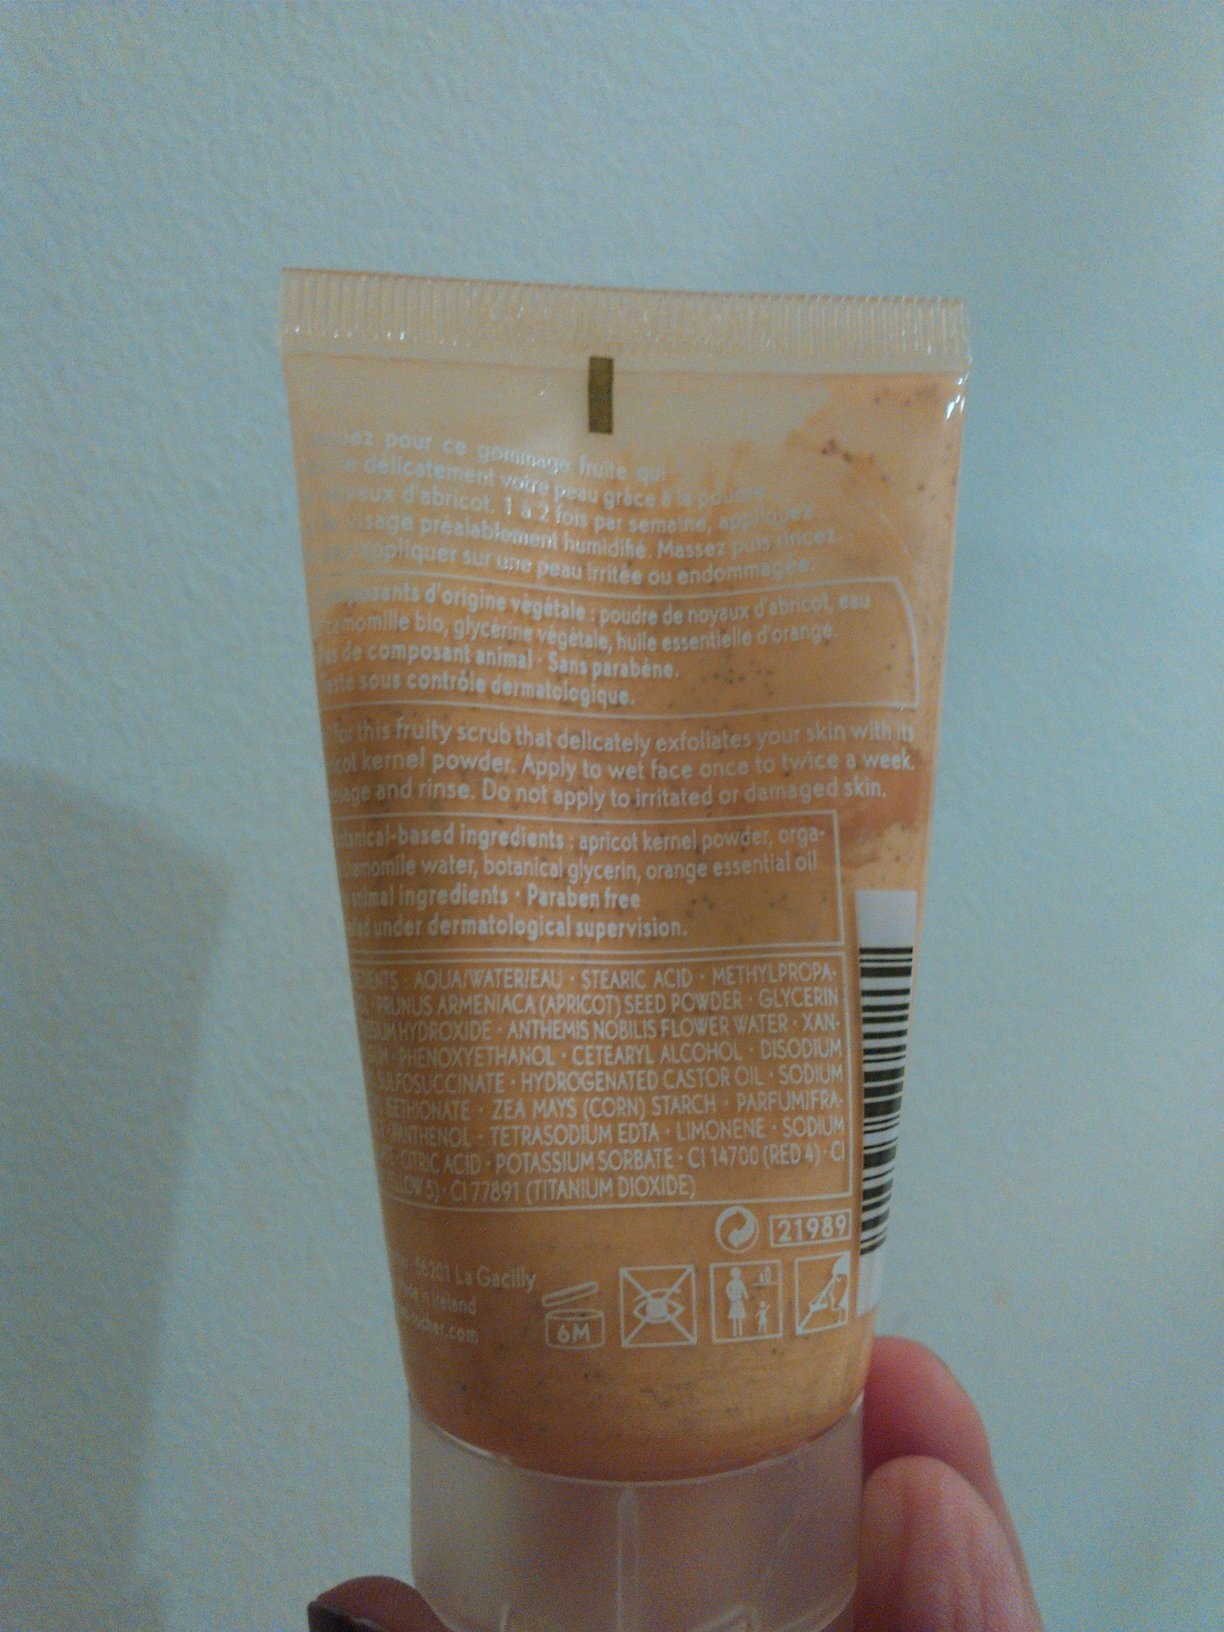 pour ce gommage fruité qui
délicatement votre peau grâce à la poudre
d'abricot. 1 à 2 fois par semaine, appliquez
visage préalablement humidifié. Massez puis rincez.
appliquer sur une peau irritée ou endommagée
d'origine végétale : poudre de noyaux d'abricot, eau
camomille bio, glycérine végétale, huile essentielle d'orange.
de composant animal · Sans parabène.
sous contrôle dermatologique.
for this fruity scrub that delicately exfoliates your skin with its
kernel powder. Apply to wet face once to twice a week,
and rinse. Do not apply to irritated or damaged skin,
ingredients : apricot kernel powder, orga-
water, botanical glycerin, orange essential oil
ingredients · Paraben free
under dermatological supervision.
: AQUA/WATER/EAU · STEARIC ACID · METHYLPROPA-
PRUNUS ARMENIACA (APRICOT) SEED POWDER · GLYCERIN
HYDROXIDE · ANTHEMIS NOBILIS FLOWER WATER · XAN-
· PHENOXYETHANOL · CETEARYL ALCOHOL · DISODIUM
· HYDROGENATED CASTOR OIL · SODIUM
· ZEA MAYS (CORN) STARCH · PARFUM/FRA-
PANTHENOL · TETRASODIUM EDTA · LIMONENE · SODIUM
CITRIC ACID · POTASSIUM SORBATE · CI 14700 (RED 4) · CI
5) · CI 77891 (TITANIUM DIOXIDE)
21989
56201 La Gacilly
in Ireland
6M